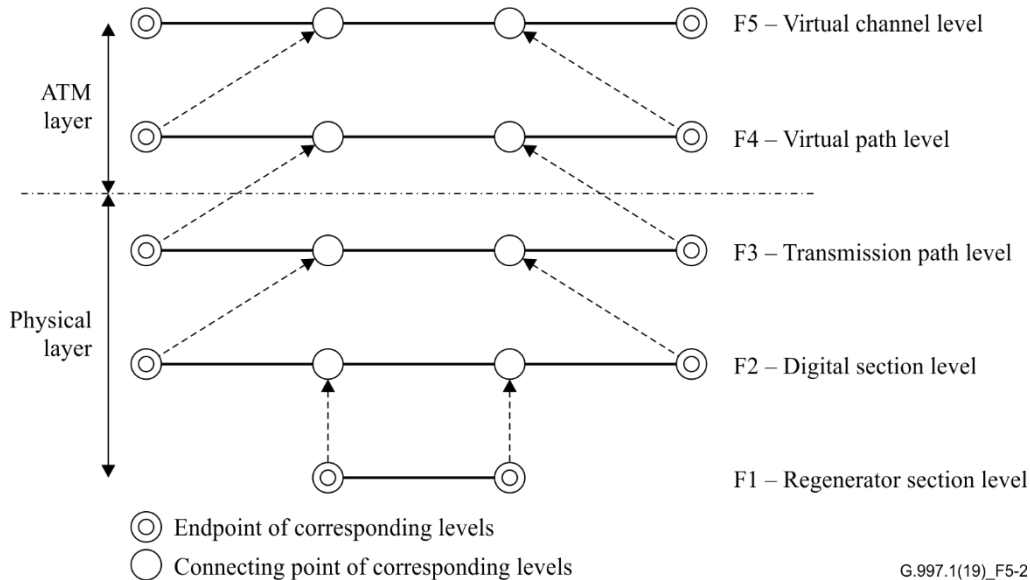 F5 – Virtual channel level
ATM
layer
F4 – Virtual path level
F3 – Transmission path level
Physical
layer
F2 – Digital section level
F1 – Regenerator section level
Endpoint of corresponding levels
Connecting point of corresponding levels
G.997.1(19)_F5-2